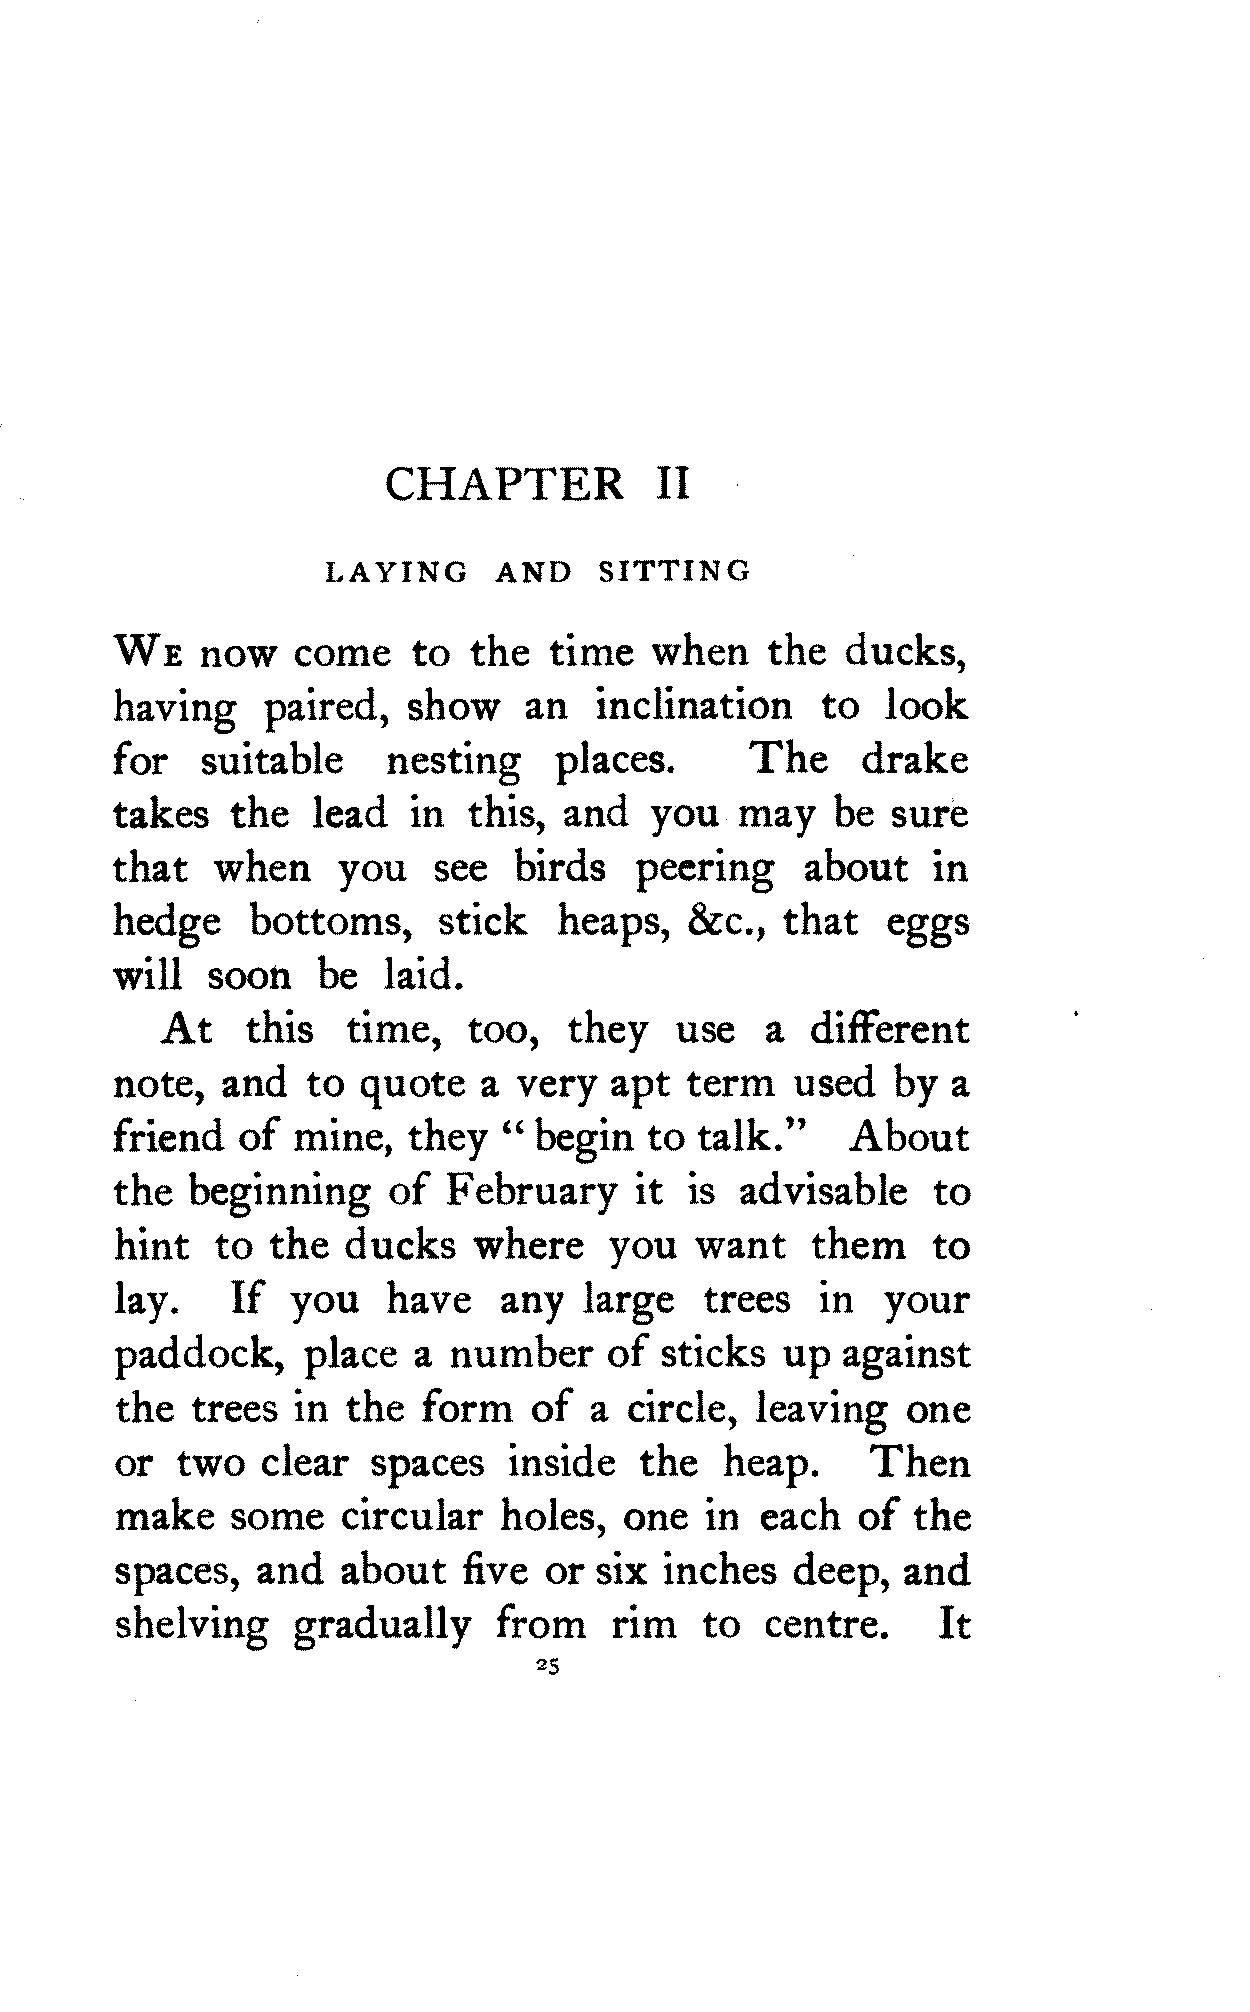 CHAPTER II
LAYING AND SITTING
WE now come to the time when the ducks,
having paired, show an inclination to look
for suitable nesting places. The drake
takes the lead in this, and you may be sure
that when you see birds peering about in
hedge bottoms, stick heaps, &c., that eggs
will soon be laid.
At this time, too, they use a different
note, and to quote a very apt term used by a
friend of mine, they “ begin to talk.” About
the beginning of February it is advisable to
hint to the ducks where you want them to
lay. If you have any large trees in your
paddock, place a number of sticks up against
the trees in the form of a circle, leaving one
or two clear spaces inside the heap. Then
make some circular holes, one in each of the
spaces, and about five or six inches deep, and
shelving gradually from rim to centre. It
25